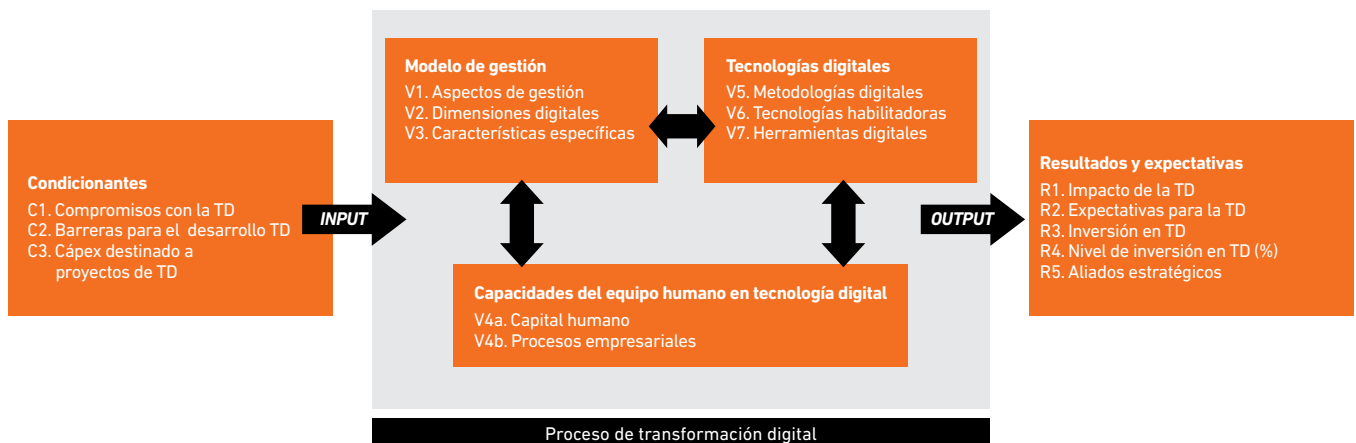 Condicionantes
C1. Compromisos con la TD
C2. Barreras para el desarrollo TD
C3. Cápex destinado a
proyectos de TD
INPUT
Modelo de gestión
V1. Aspectos de gestión
V2. Dimensiones digitales
V3. Características específicas
Tecnologías digitales
V5. Metodologías digitales
V6. Tecnologías habilitadoras
V7. Herramientas digitales
Capacidades del equipo humano en tecnología digital
V4a. Capital humano
V4b. Procesos empresariales
OUTPUT
Resultados y expectativas
R1. Impacto de la TD
R2. Expectativas para la TD
R3. Inversión en TD
R4. Nivel de inversión en TD (%)
R5. Aliados estratégicos
Proceso de transformación digital